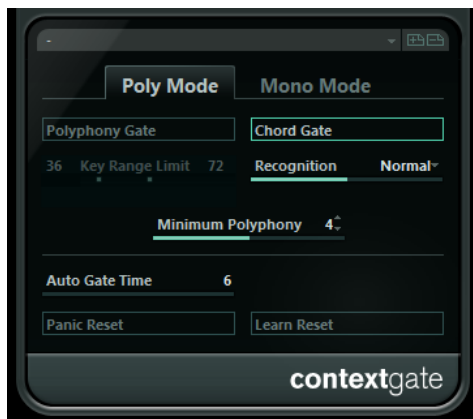 -
Poly Mode Mono Mode
Polyphony Gate Chord Gate
36 Key Range Limit 72 Recognition Normal
Minimum Polyphony 4
Auto Gate Time 6
Panic Reset Learn Reset
contextgate